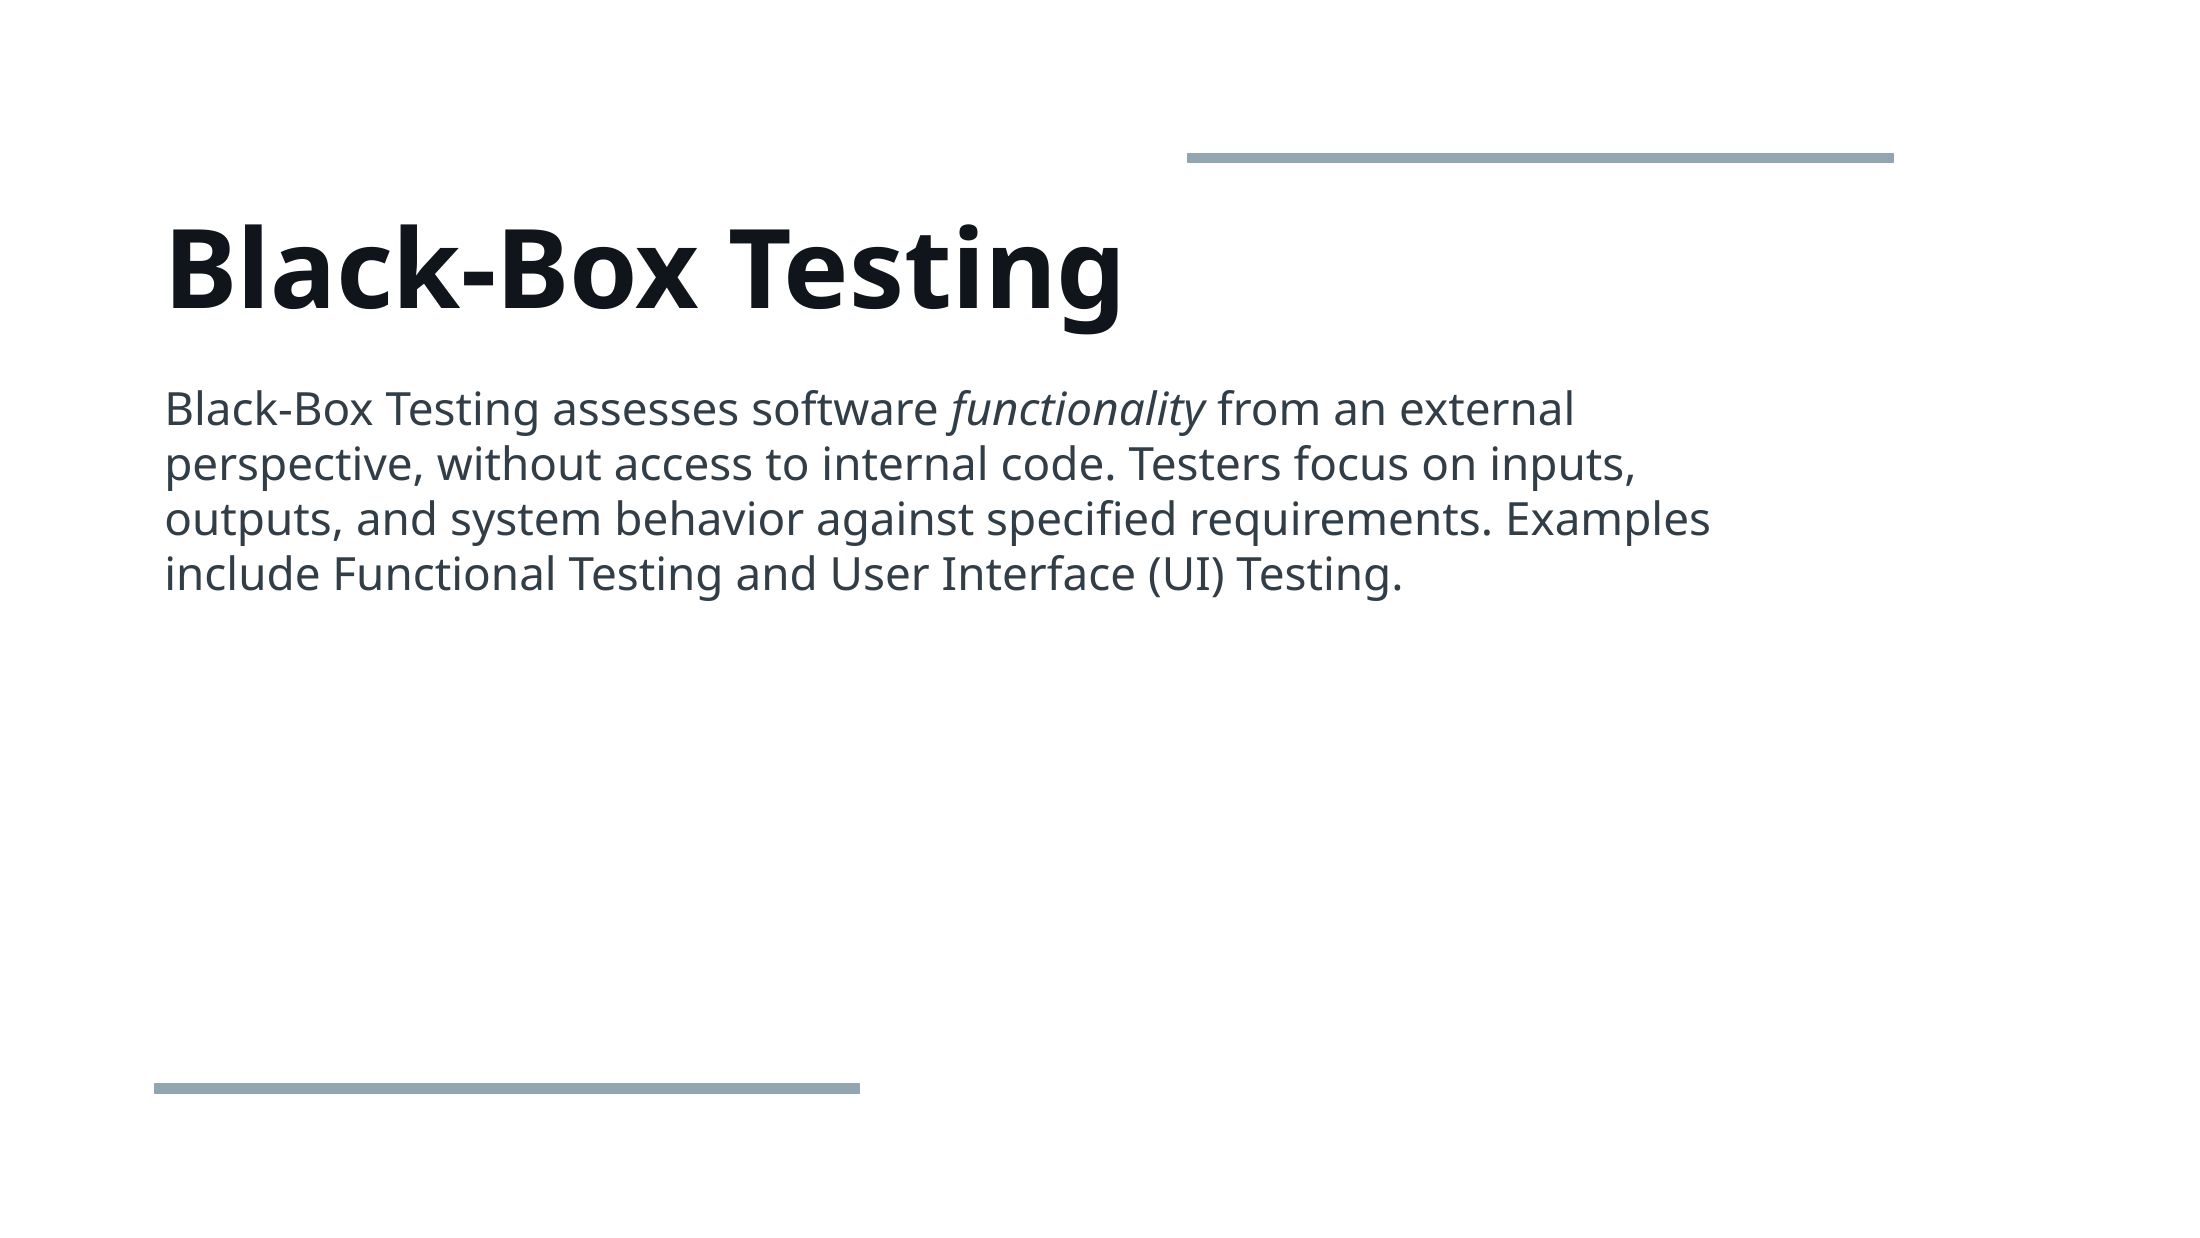 Black-Box Testing
Black-Box Testing assesses software functionality from an external
perspective, without access to internal code. Testers focus on inputs,
outputs, and system behavior against specified requirements. Examples
include Functional Testing and User Interface (UI) Testing.